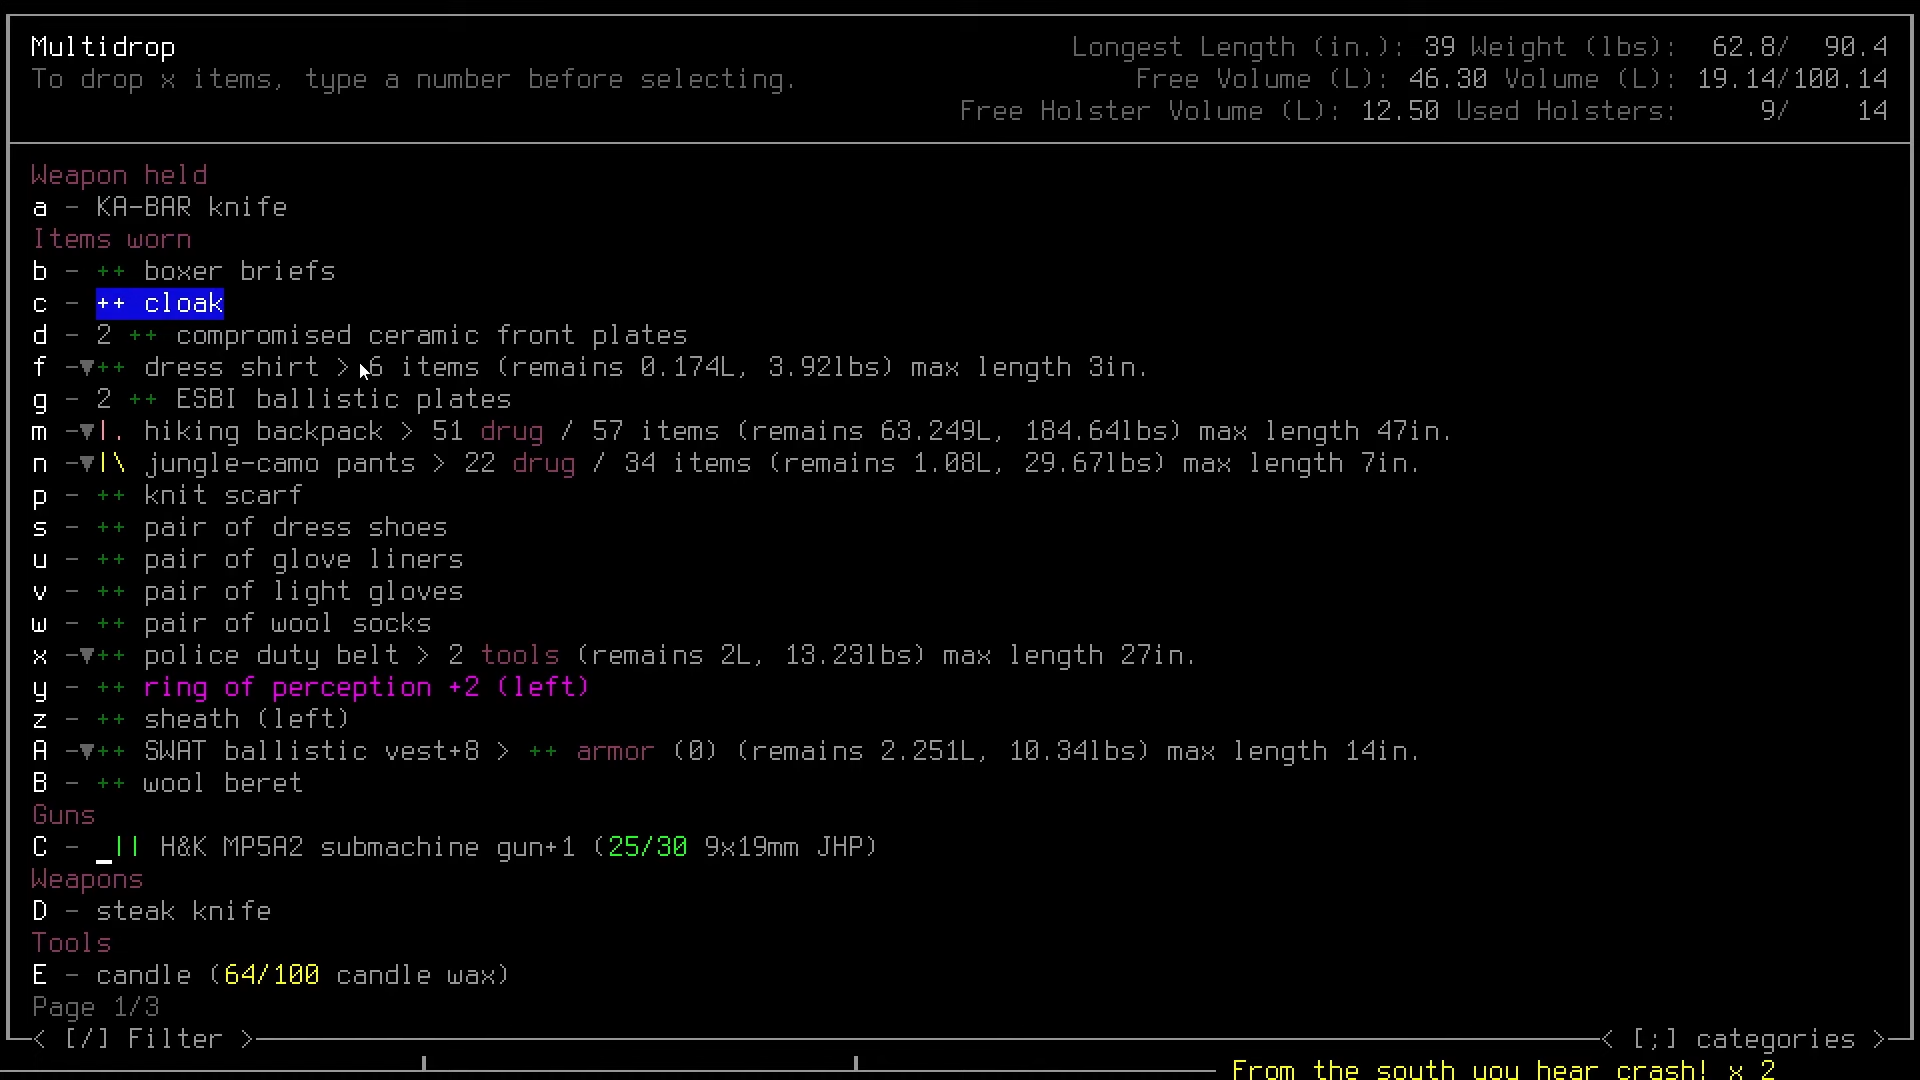 Multidrop
To drop x items, type a number before selecting.
Longest Length (in.): 39 Weight (lbs): 62.8/ 90.4
Free Volume (L): 46.30 Volume (L): 19.14/100.14
Free Holster Volume (L): 12.50 Used Holsters: 9/ 14
Weapon held
a - KA-BAR knife
Items worn
b - ++ boxer briefs
c - ++ cloak
d - 2 ++ compromised ceramic front plates
f -▼++ dress shirt > 6 items (remains 0.174L, 3.92lbs) max length 3in.
g - 2 ++ ESBI ballistic plates
m -▼|. hiking backpack > 51 drug / 57 items (remains 63.249L, 184.64lbs) max length 47in.
n -▼|\ jungle-camo pants > 22 drug / 34 items (remains 1.08L, 29.67lbs) max length 7in.
p - ++ knit scarf
s - ++ pair of dress shoes
u - ++ pair of glove liners
v - ++ pair of light gloves
w - ++ pair of wool socks
x -▼++ police duty belt > 2 tools (remains 2L, 13.23lbs) max length 27in.
y - ++ ring of perception +2 (left)
z - ++ sheath (left)
A -▼++ SWAT ballistic vest+8 > ++ armor (0) (remains 2.251L, 10.34lbs) max length 14in.
B - ++ wool beret
Guns
C - _|| H&K MP5A2 submachine gun+1 (25/30 9x19mm JHP)
Weapons
D - steak knife
Tools
E - candle (64/100 candle wax)
Page 1/3
< [/] Filter >
< [;] categories >
From the south you hear crash! x 2